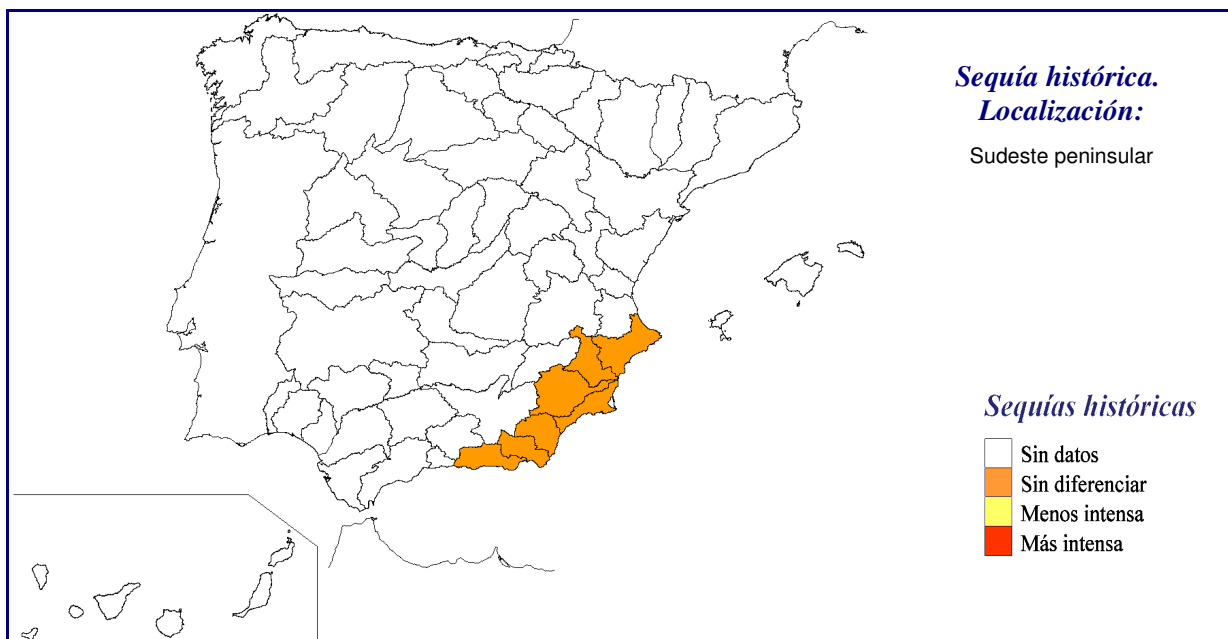 Sequía histórica.
Localización:
Sudeste peninsular
Sequías históricas
Sin datos
Sin diferenciar
Menos intensa
Más intensa